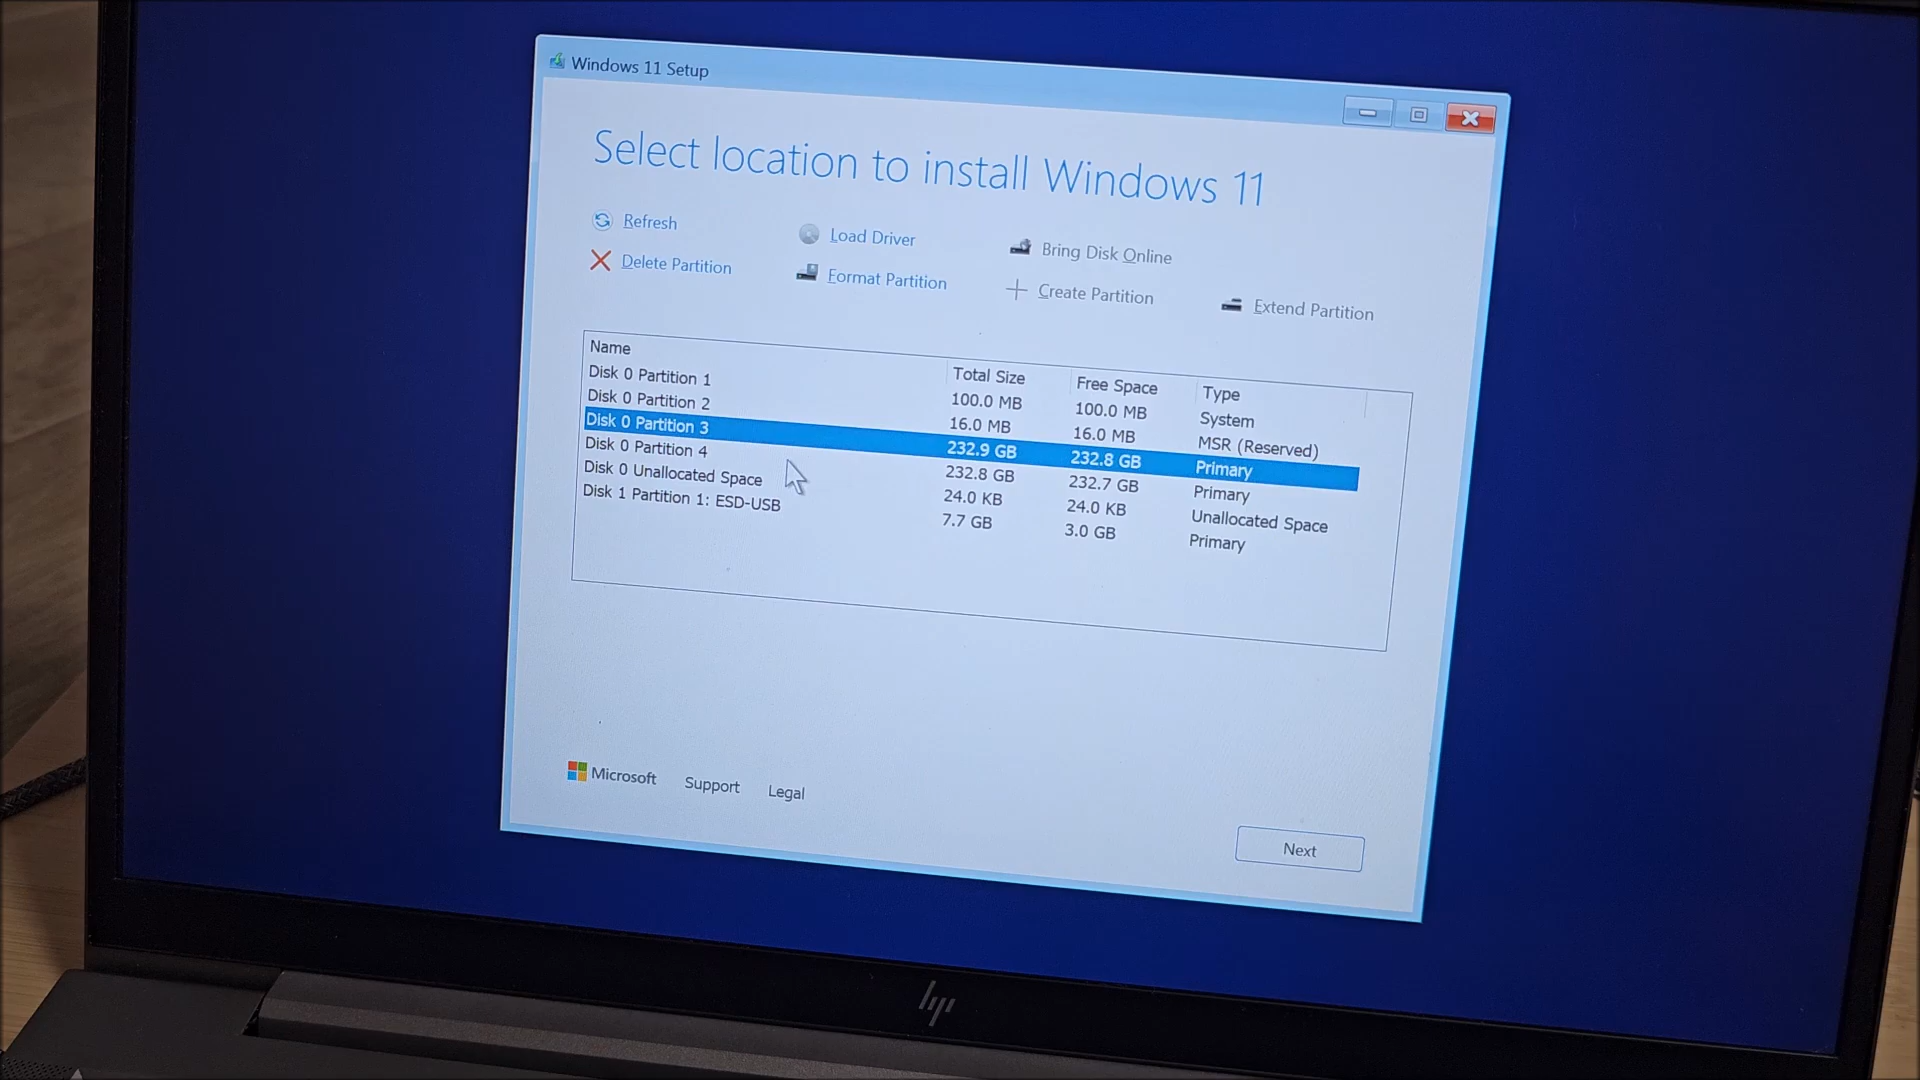 Windows 11 Setup
Select location to install Windows 11
Refresh
Load Driver
Bring Disk Online
Delete Partition
Format Partition
Create Partition
Extend Partition
Name Total Size Free Space Type
Disk 0 Partition 1 100.0 MB 100.0 MB System
Disk 0 Partition 2 16.0 MB 16.0 MB MSR (Reserved)
Disk 0 Partition 3 232.9 GB 232.8 GB Primary
Disk 0 Partition 4 232.8 GB 232.7 GB Primary
Disk 0 Unallocated Space 24.0 KB 24.0 KB Unallocated Space
Disk 1 Partition 1: ESD-USB 7.7 GB 3.0 GB Primary
Microsoft Support Legal
Next
hp